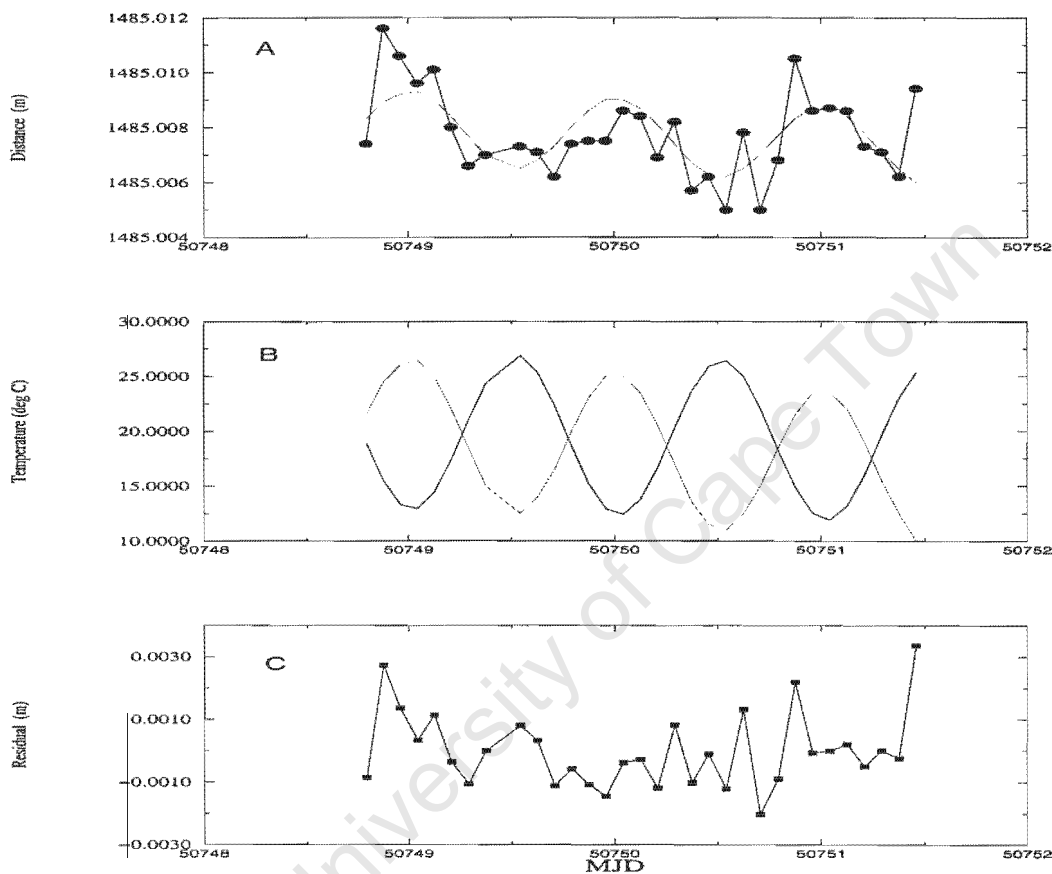 1485.012
A
1485.010
1485.008
1485.006
1485.004
Distance (m)
50748 50749 50750 50751 50752
30.0000
B
25.0000
20.0000
15.0000
10.0000
Temperature (deg C)
50748 50749 50750 50751 50752
0.0030
C
0.0010
-0.0010
-0.0030
Residual (m)
50748 50749 50750 50751 50752
MJD
University of Cape Town